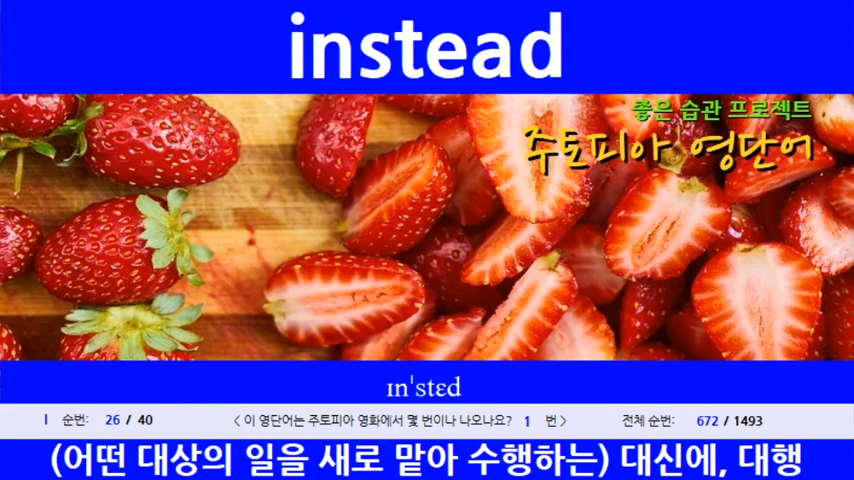 instead
좋은 습관 프로젝트
주토피아 영단어
ɪnˈstɛd
Ⅰ 순번: 26 / 40 〈 이 영단어는 주토피아 영화에서 몇 번이나 나오나요? 1 번 〉 전체 순번: 672 / 1493
(어떤 대상의 일을 새로 맡아 수행하는) 대신에, 대행